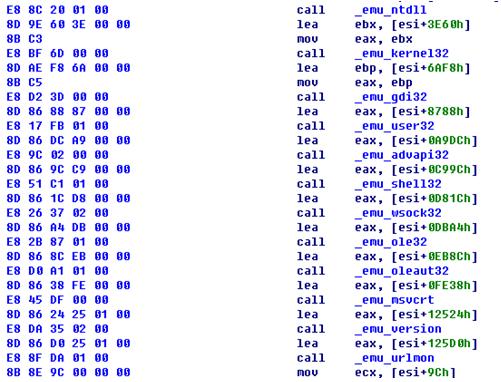 E8 8C 20 01 00 call _emu_ntdll
8D 9E 60 3E 00 00 lea ebx, [esi+3E60h]
8B C3 mov eax, ebx
E8 BF 6D 00 00 call _emu_kernel32
8D AE F8 6A 00 00 lea ebp, [esi+6AF8h]
8B C5 mov eax, ebp
E8 D2 3D 00 00 call _emu_gdi32
8D 86 88 87 00 00 lea eax, [esi+8788h]
E8 17 FB 01 00 call _emu_user32
8D 86 DC A9 00 00 lea eax, [esi+0A9DCh]
E8 9C 02 00 00 call _emu_advapi32
8D 86 9C C9 00 00 lea eax, [esi+0C99Ch]
E8 51 C1 01 00 call _emu_shell32
8D 86 1C D8 00 00 lea eax, [esi+0D81Ch]
E8 26 37 02 00 call _emu_wsock32
8D 86 A4 DB 00 00 lea eax, [esi+0DBA4h]
E8 2B 87 01 00 call _emu_ole32
8D 86 8C EB 00 00 lea eax, [esi+0EB8Ch]
E8 D0 A1 01 00 call _emu_oleaut32
8D 86 38 FE 00 00 lea eax, [esi+0FE38h]
E8 45 DF 00 00 call _emu_msvcrt
8D 86 24 25 01 00 lea eax, [esi+12524h]
E8 DA 35 02 00 call _emu_version
8D 86 D0 25 01 00 lea eax, [esi+125D0h]
E8 8F DA 01 00 call _emu_urlmon
8B 8E 9C 00 00 00 mov ecx, [esi+9Ch]